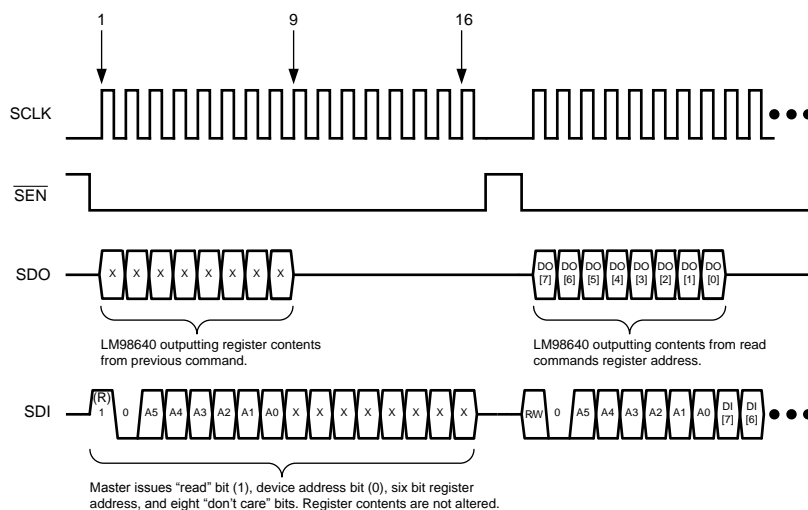 1 9 16
SCLK
SEN
SDO X X X X X X X X DO [7] DO [6] DO [5] DO [4] DO [3] DO [2] DO [1] DO [0]
LM98640 outputting register contents
from previous command.
LM98640 outputting contents from read
commands register address.
SDI (R) 1 0 A5 A4 A3 A2 A1 A0 X X X X X X X X RW 0 A5 A4 A3 A2 A1 A0 DI [7] DI [6]
Master issues “read” bit (1), device address bit (0), six bit register
address, and eight “don’t care” bits. Register contents are not altered.